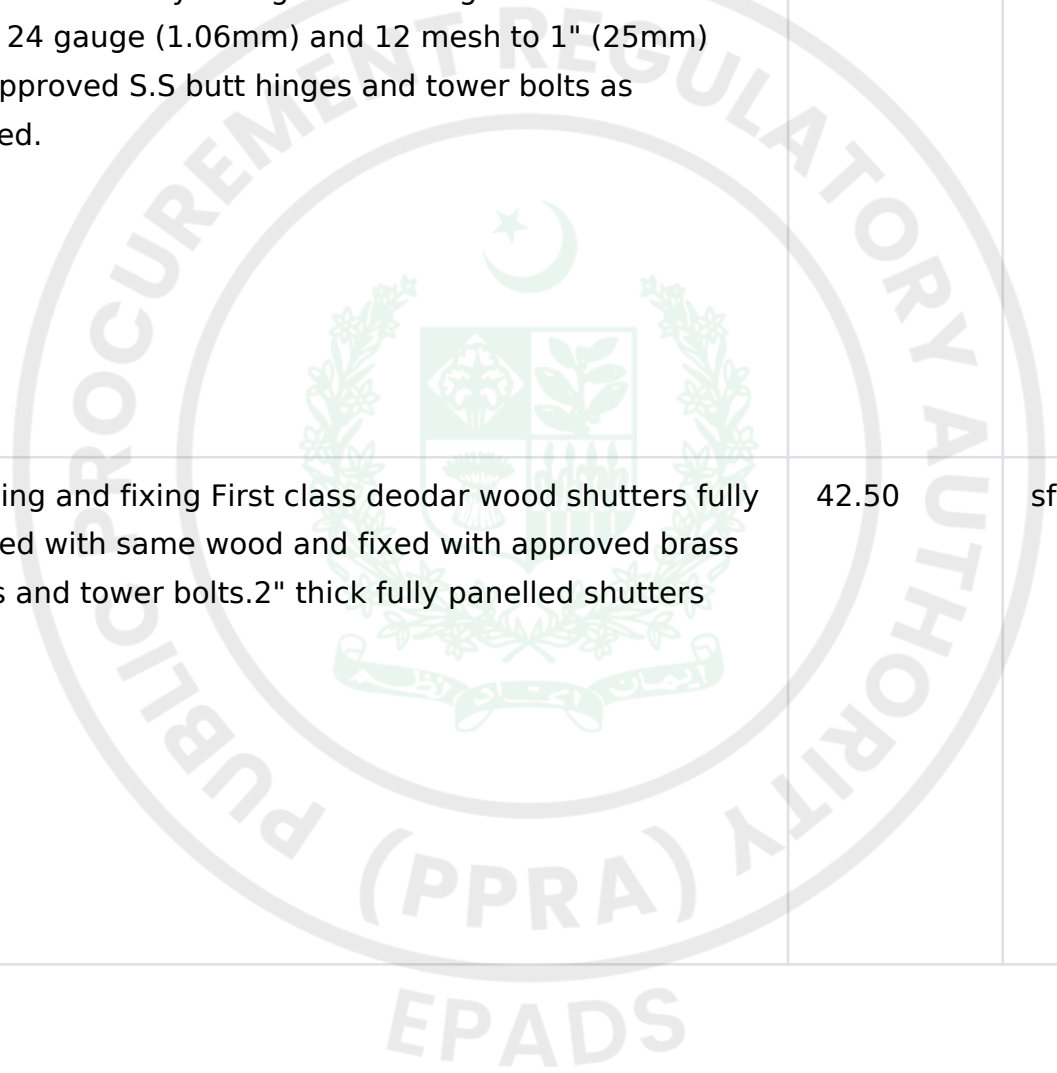 24 gauge (1.06mm) and 12 mesh to 1" (25mm)
pproved S.S butt hinges and tower bolts as
ed.
ing and fixing First class deodar wood shutters fully 42.50 sf
ed with same wood and fixed with approved brass
s and tower bolts.2" thick fully panelled shutters
PUBLIC PROCUREMENT REGULATORY AUTHORITY
(PPRA)
EPADS